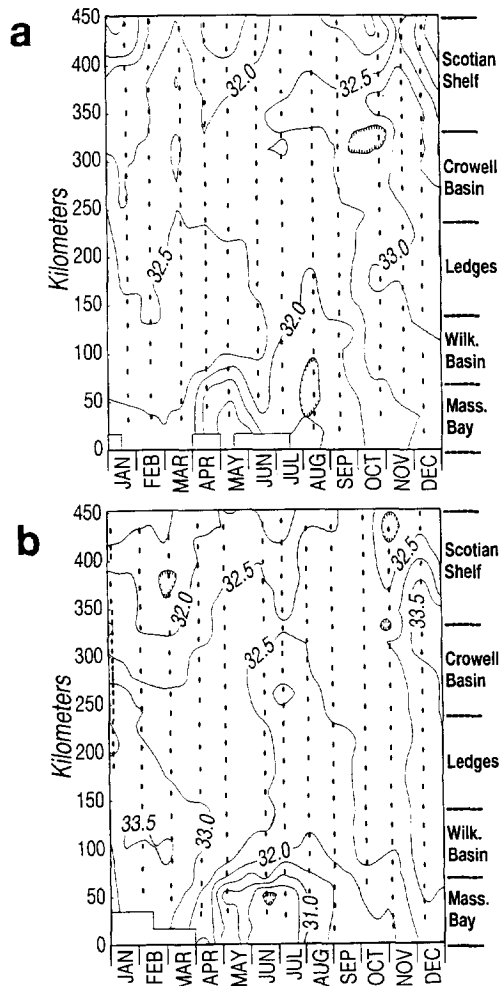 a
450
400
350
300
250
200
150
100
50
0
Kilometers
32.0
32.5
32.5
33.0
32.0
Scotian
Shelf
Crowell
Basin
Ledges
Wilk.
Basin
Mass.
Bay
JAN
FEB
MAR
APR
MAY
JUN
JUL
AUG
SEP
OCT
NOV
DEC
b
450
400
350
300
250
200
150
100
50
0
Kilometers
32.5
32.0
32.5
33.5
32.5
33.5
33.0
32.0
31.0
Scotian
Shelf
Crowell
Basin
Ledges
Wilk.
Basin
Mass.
Bay
JAN
FEB
MAR
APR
MAY
JUN
JUL
AUG
SEP
OCT
NOV
DEC